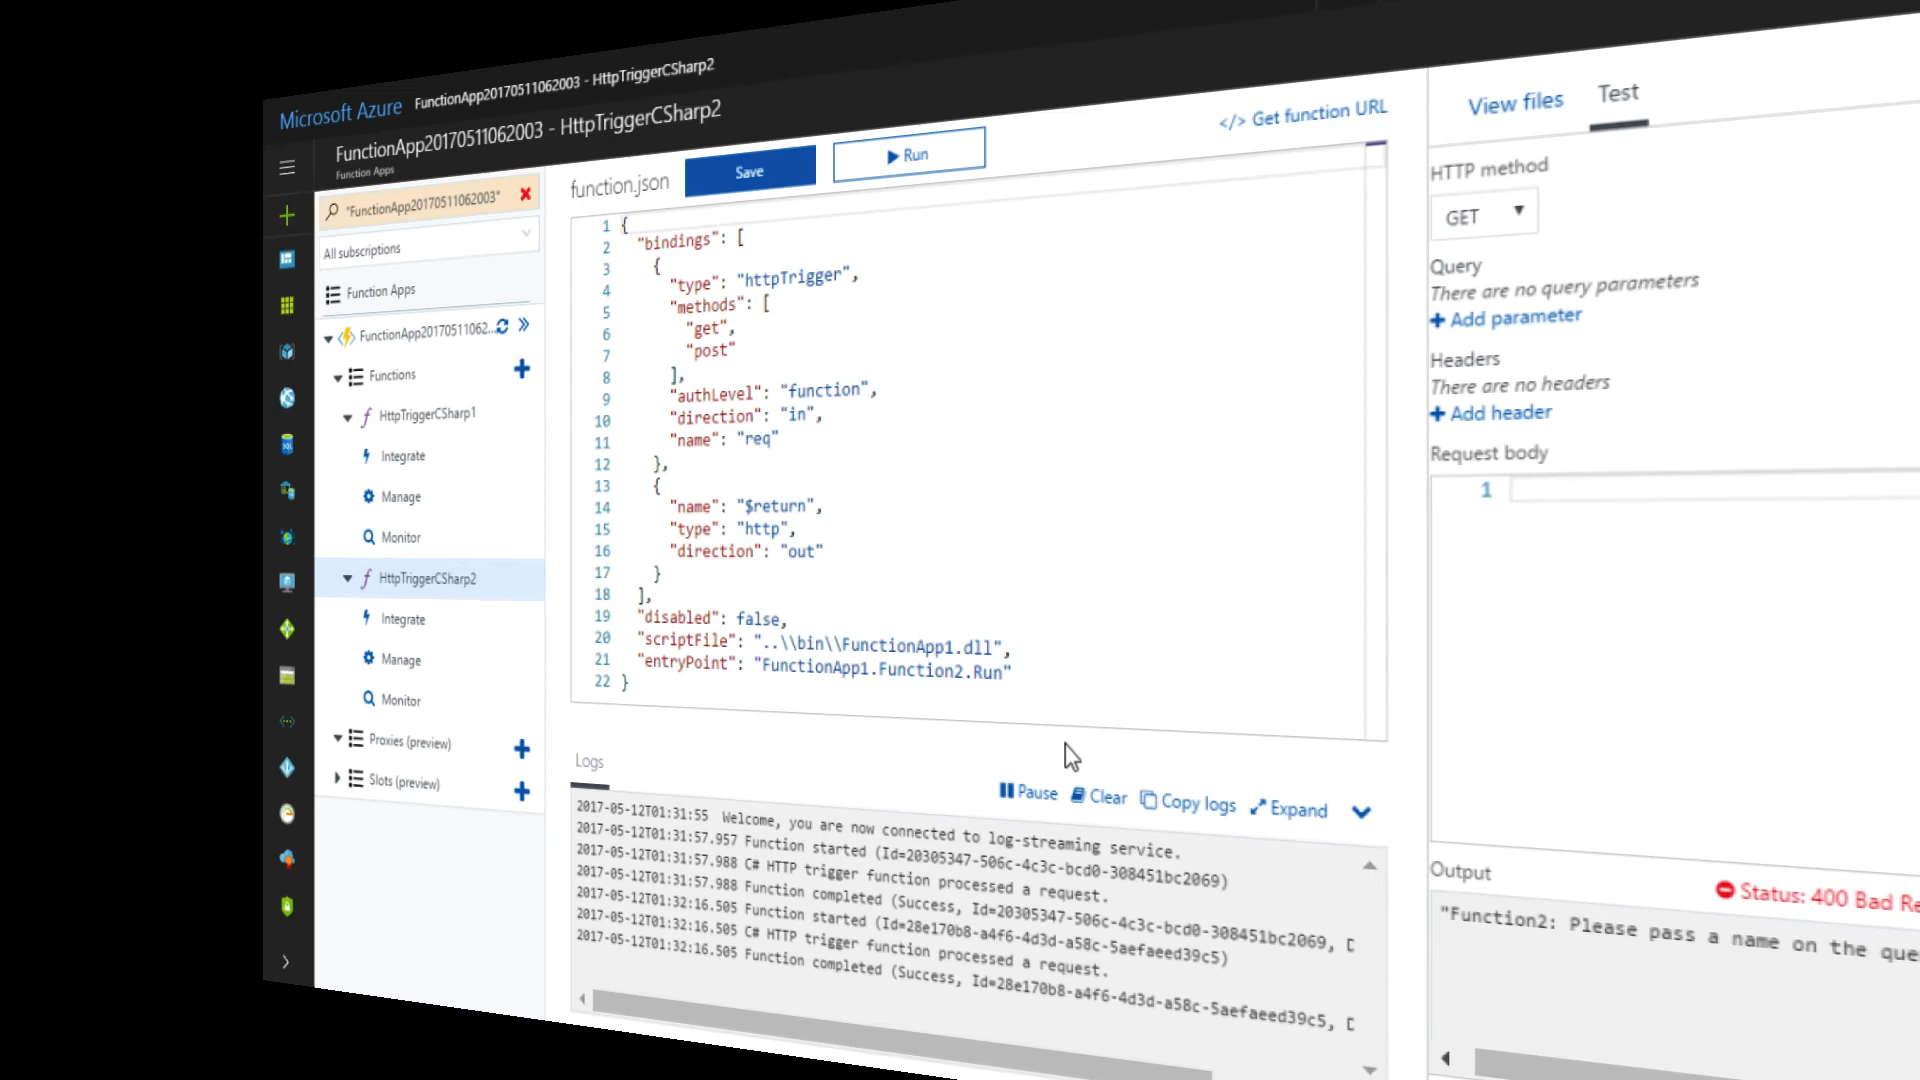 Microsoft Azure FunctionApp20170511062003 - HttpTriggerCSharp2
FunctionApp20170511062003 - HttpTriggerCSharp2
Function Apps
"FunctionApp20170511062003"
All subscriptions
Function Apps
FunctionApp2017051106​2...
Functions
HttpTriggerCSharp1
Integrate
Manage
Monitor
HttpTriggerCSharp2
Integrate
Manage
Monitor
Proxies (preview)
Slots (preview)
function.json
Save
Run
</> Get function URL
1 {
2 "bindings": [
3 {
4 "type": "httpTrigger",
5 "methods": [
6 "get",
7 "post"
8 ],
9 "authLevel": "function",
10 "direction": "in",
11 "name": "req"
12 },
13 {
14 "name": "$return",
15 "type": "http",
16 "direction": "out"
17 }
18 ],
19 "disabled": false,
20 "scriptFile": "..\\bin\\FunctionApp1.dll",
21 "entryPoint": "FunctionApp1.Function2.Run"
22 }
Logs
Pause Clear Copy logs Expand
2017-05-12T01:31:55 Welcome, you are now connected to log-streaming service.
2017-05-12T01:31:57.957 Function started (Id=20305347-506c-4c3c-bcd0-308451bc2069)
2017-05-12T01:31:57.988 C# HTTP trigger function processed a request.
2017-05-12T01:31:57.988 Function completed (Success, Id=20305347-506c-4c3c-bcd0-308451bc2069, D
2017-05-12T01:32:16.505 Function started (Id=28e170b8-a4f6-4d3d-a58c-5aefaeed39c5)
2017-05-12T01:32:16.505 C# HTTP trigger function processed a request.
2017-05-12T01:32:16.505 Function completed (Success, Id=28e170b8-a4f6-4d3d-a58c-5aefaeed39c5, D
View files
Test
HTTP method
GET
Query
There are no query parameters
Add parameter
Headers
There are no headers
Add header
Request body
1
Output
Status: 400 Bad Re
"Function2: Please pass a name on the que